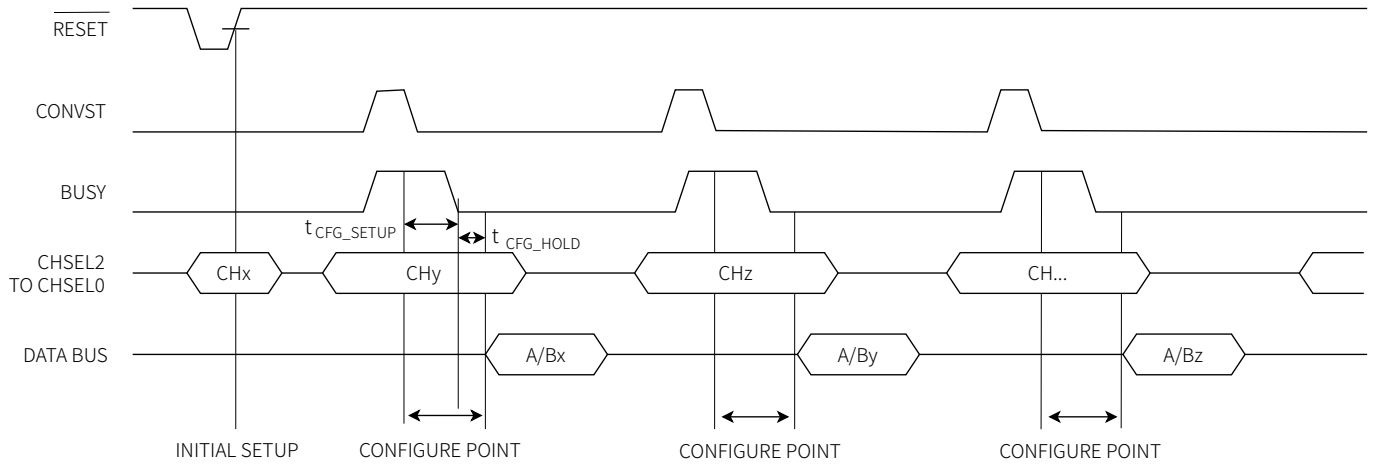 RESET
CONVST
BUSY
t CFG_SETUP
t CFG_HOLD
CHSEL2
TO CHSEL0
CHx
CHy
CHz
CH...
DATA BUS
A/Bx
A/By
A/Bz
INITIAL SETUP
CONFIGURE POINT
CONFIGURE POINT
CONFIGURE POINT